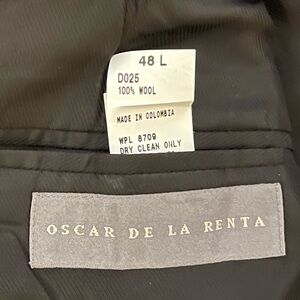 48 L
D025
100% WOOL
MADE IN COLOMBIA
WPL 8709
DRY CLEAN ONLY
OSCAR DE LA RENTA